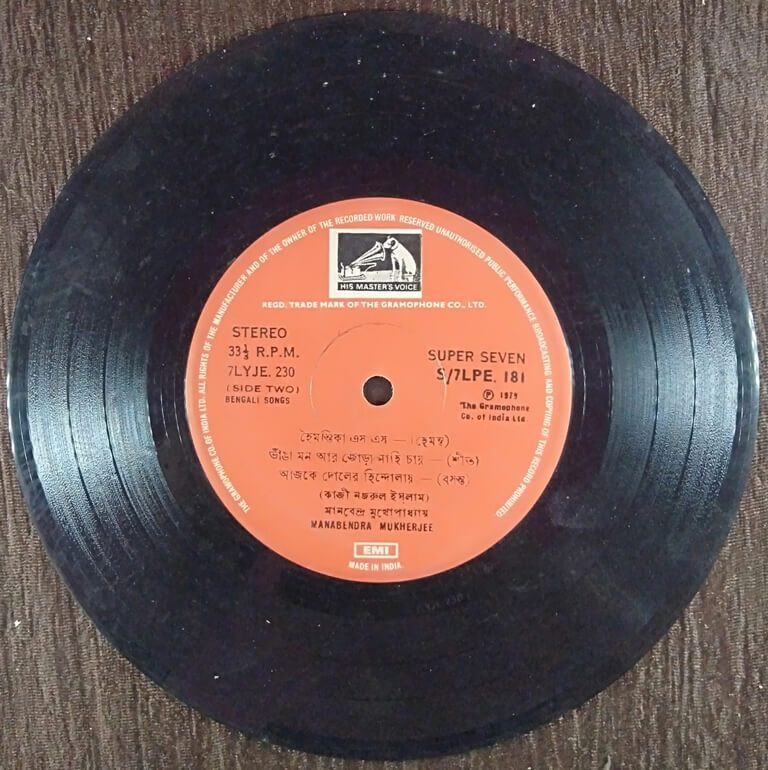 THE GRAMOPHONE CO. OF INDIA LTD. ALL RIGHTS OF THE MANUFACTURER AND OF THE OWNER OF THE RECORDED WORK RESERVED UNAUTHORISED PUBLIC PERFORMANCE BROADCASTING AND COPYING OF THIS RECORD PROHIBITED
HIS MASTER'S VOICE
REGD. TRADE MARK OF THE GRAMOPHONE CO., LTD.
STEREO
33⅓ R.P.M.
7LYJE. 230
(SIDE TWO)
BENGALI SONGS
SUPER SEVEN
S/7LPE. 181
Ⓟ 1979
The Gramophone
Co. of India Ltd.
হৈমন্তিকা এস এস — (হেমন্ত)
ভাঁঙা মন আর জোড়া নাহি চায় — (শীত)
আজকে দোলের হিন্দোলায় — (বসন্ত)
(কাজী নজরুল ইসলাম)
মানবেন্দ্র মুখোপাধ্যায়
MANABENDRA MUKHERJEE
EMI
MADE IN INDIA.